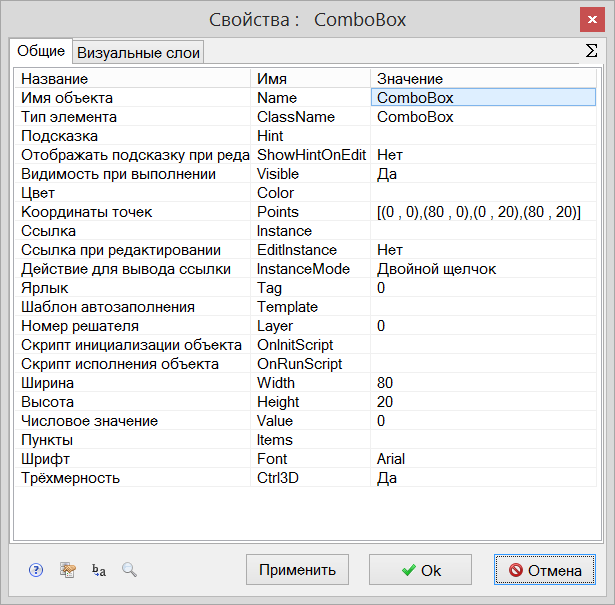 Свойства : ComboBox
Общие Визуальные слои Σ
Название Имя Значение
Имя объекта Name ComboBox
Тип элемента ClassName ComboBox
Подсказка Hint
Отображать подсказку при реда ShowHintOnEdit Нет
Видимость при выполнении Visible Да
Цвет Color
Координаты точек Points [(0 , 0),(80 , 0),(0 , 20),(80 , 20)]
Ссылка Instance
Ссылка при редактировании EditInstance Нет
Действие для вывода ссылки InstanceMode Двойной щелчок
Ярлык Tag 0
Шаблон автозаполнения Template
Номер решателя Layer 0
Скрипт инициализации объекта OnInitScript
Скрипт исполнения объекта OnRunScript
Ширина Width 80
Высота Height 20
Числовое значение Value 0
Пункты Items
Шрифт Font Arial
Трёхмерность Ctrl3D Да
? b a Применить Ok Отмена